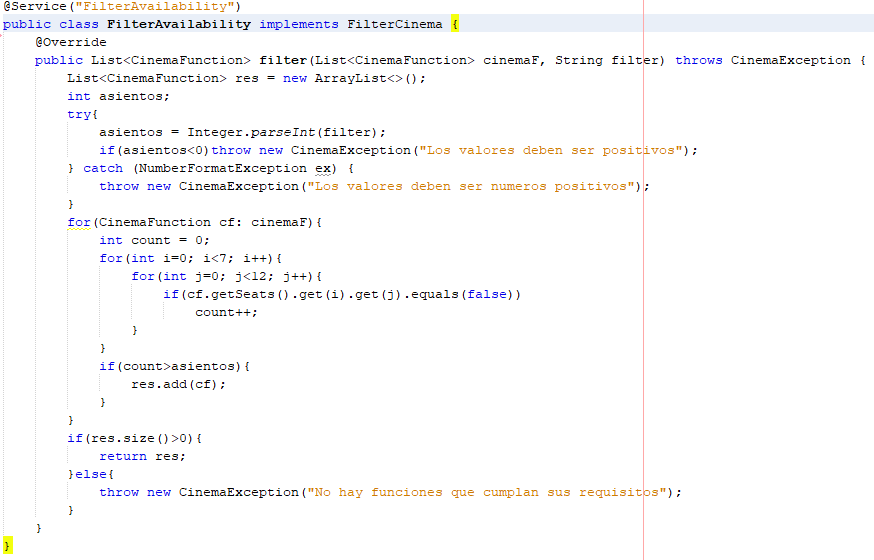 @Service("FilterAvailability")
public class FilterAvailability implements FilterCinema {
    @Override
    public List<CinemaFunction> filter(List<CinemaFunction> cinemaF, String filter) throws CinemaException {
        List<CinemaFunction> res = new ArrayList<>();
        int asientos;
        try{
            asientos = Integer.parseInt(filter);
            if(asientos<0)throw new CinemaException("Los valores deben ser positivos");
        } catch (NumberFormatException ex) {
            throw new CinemaException("Los valores deben ser numeros positivos");
        }
        for(CinemaFunction cf: cinemaF){
            int count = 0;
            for(int i=0; i<7; i++){
                for(int j=0; j<12; j++){
                    if(cf.getSeats().get(i).get(j).equals(false))
                        count++;
                }
            }
            if(count>asientos){
                res.add(cf);
            }
        }
        if(res.size()>0){
            return res;
        }else{
            throw new CinemaException("No hay funciones que cumplan sus requisitos");
        }
    }
}